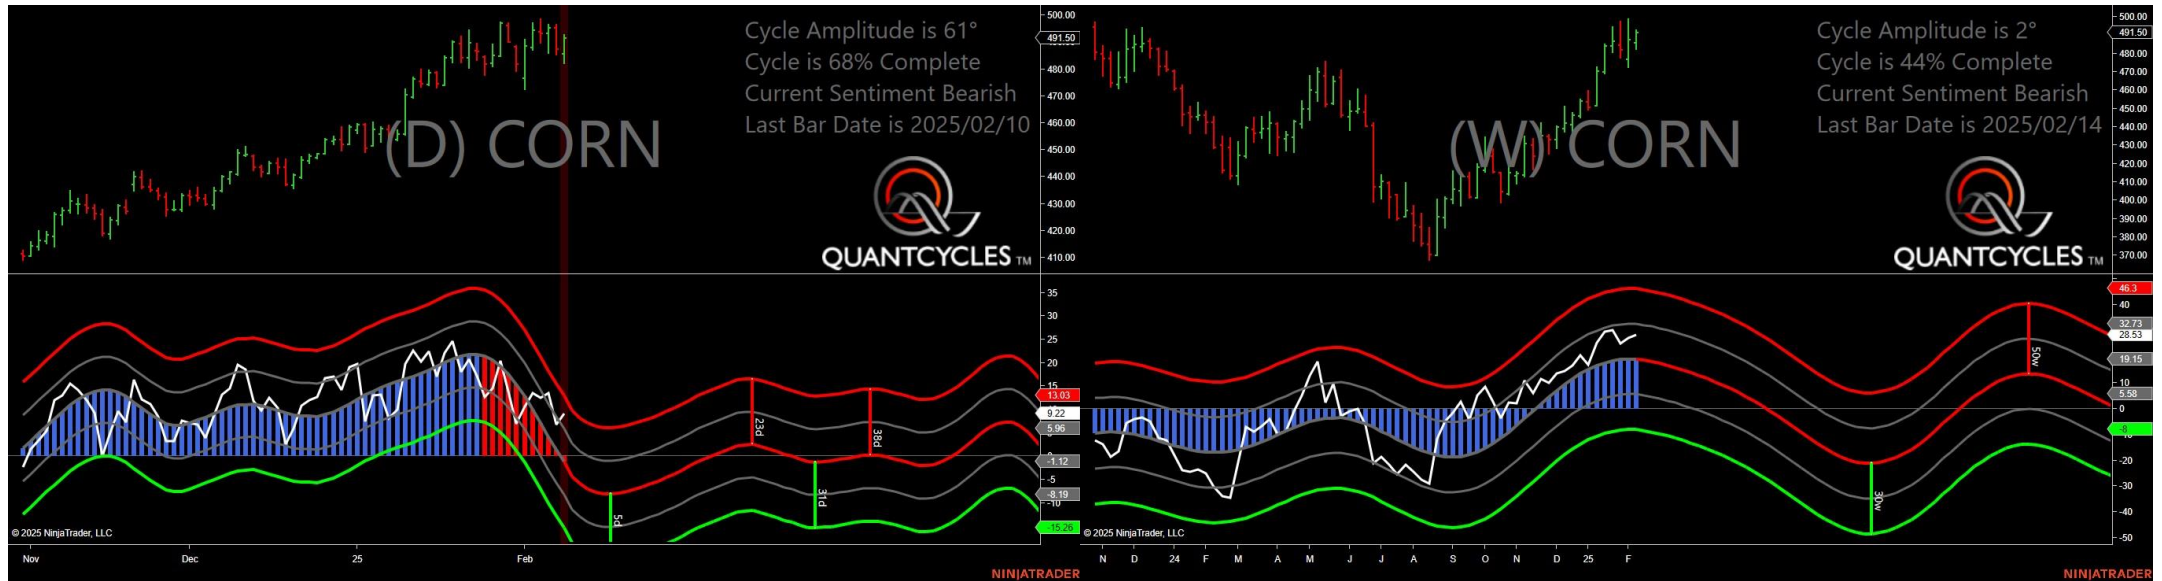 Cycle Amplitude is 61°
Cycle is 68% Complete
Current Sentiment Bearish
Last Bar Date is 2025/02/10
(D) CORN
QUANTCYCLES TM
500.00
491.50
480.00
470.00
460.00
450.00
440.00
430.00
420.00
410.00
35
30
25
20
15
13.03
9.22
5.96
-1.12
-5
-8.19
-10
-15.26
23d
38d
31d
5d
© 2025 NinjaTrader, LLC
Nov Dec 25 Feb
NINJATRADER
Cycle Amplitude is 2°
Cycle is 44% Complete
Current Sentiment Bearish
Last Bar Date is 2025/02/14
(W) CORN
QUANTCYCLES TM
500.00
491.50
480.00
470.00
460.00
450.00
440.00
430.00
420.00
410.00
400.00
390.00
380.00
370.00
46.3
40
32.73
28.53
19.15
10
5.58
0
-8
-20
-30
-40
-50
50w
30w
© 2025 NinjaTrader, LLC
N D 24 F M A M J J A S O N D 25 F
NINJATRADER